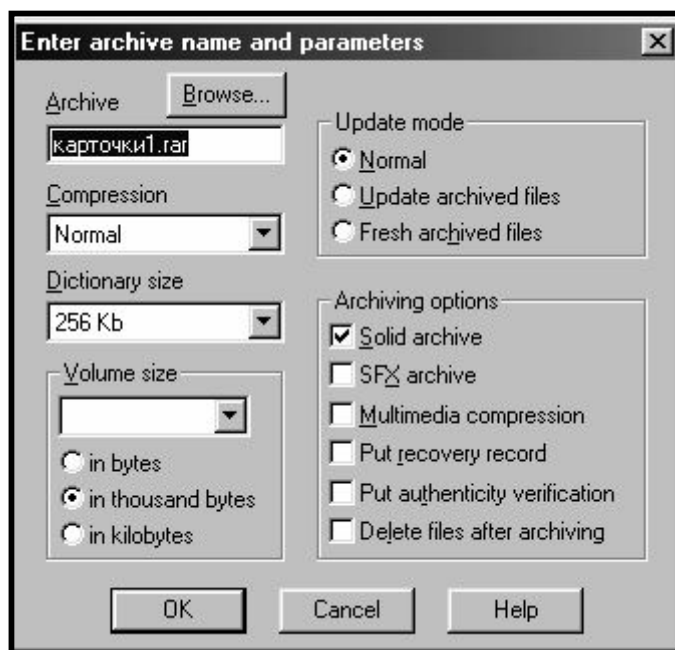 Enter archive name and parameters
Archive
Browse...
карточки1.rar
Compression
Normal
Dictionary size
256 Kb
Volume size
in bytes
in thousand bytes
in kilobytes
Update mode
Normal
Update archived files
Fresh archived files
Archiving options
Solid archive
SFX archive
Multimedia compression
Put recovery record
Put authenticity verification
Delete files after archiving
OK
Cancel
Help